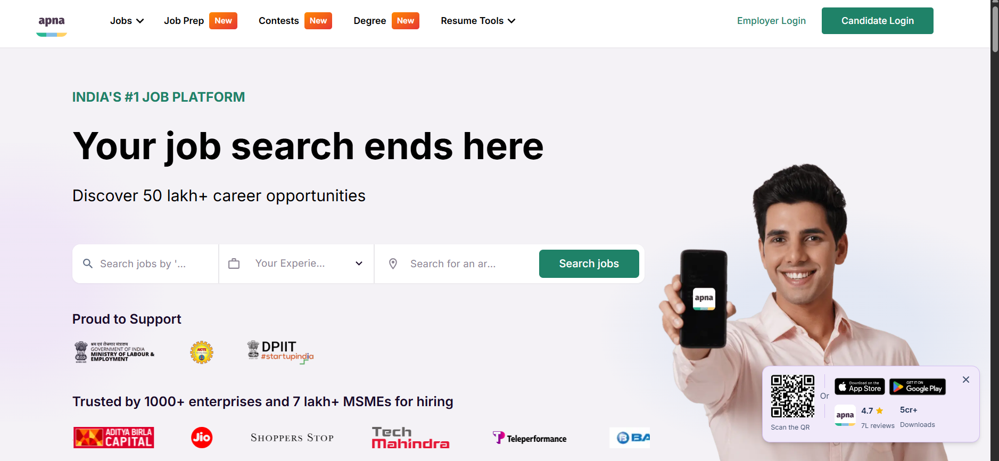 apna
Jobs
Job Prep
New
Contests
New
Degree
New
Resume Tools
Employer Login
Candidate Login
INDIA'S #1 JOB PLATFORM
Your job search ends here
Discover 50 lakh+ career opportunities
Search jobs by '...
Your Experie...
Search for an ar...
Search jobs
apna
Proud to Support
श्रम एवं रोजगार मंत्रालय
GOVERNMENT OF INDIA
MINISTRY OF LABOUR &
EMPLOYMENT
AICTE
DPIIT
#startupindia
Trusted by 1000+ enterprises and 7 lakh+ MSMEs for hiring
ADITYA BIRLA
CAPITAL
Jio
SHOPPERS STOP
Tech
Mahindra
Teleperformance
BA
Scan the QR
Or
Download on the
App Store
GET IT ON
Google Play
apna
4.7
7L reviews
5cr+
Downloads